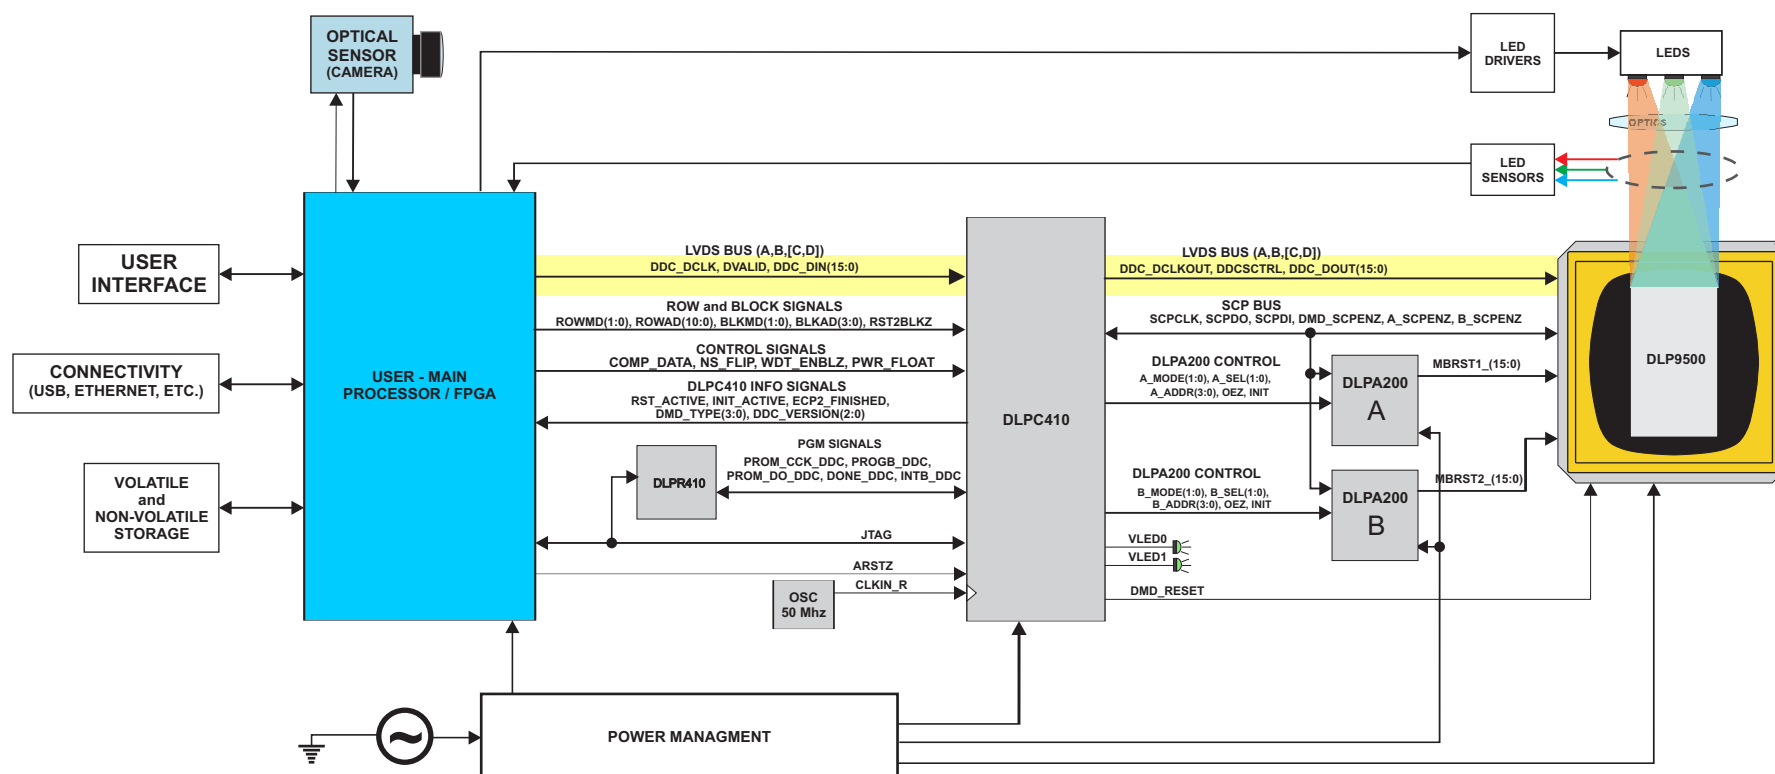 OPTICAL
SENSOR
(CAMERA)
LED
DRIVERS
LEDS
OPTICS
LED
SENSORS
USER
INTERFACE
CONNECTIVITY
(USB, ETHERNET, ETC.)
VOLATILE
and
NON-VOLATILE
STORAGE
USER - MAIN
PROCESSOR / FPGA
LVDS BUS (A,B,[C,D])
DDC_DCLK, DVALID, DDC_DIN(15:0)
ROW and BLOCK SIGNALS
ROWMD(1:0), ROWAD(10:0), BLKMD(1:0), BLKAD(3:0), RST2BLKZ
CONTROL SIGNALS
COMP_DATA, NS_FLIP, WDT_ENBLZ, PWR_FLOAT
DLPC410 INFO SIGNALS
RST_ACTIVE, INIT_ACTIVE, ECP2_FINISHED,
DMD_TYPE(3:0), DDC_VERSION(2:0)
PGM SIGNALS
PROM_CCK_DDC, PROGB_DDC,
PROM_DO_DDC, DONE_DDC, INTB_DDC
DLPR410
JTAG
ARSTZ
CLKIN_R
OSC
50 Mhz
DLPC410
LVDS BUS (A,B,[C,D])
DDC_DCLKOUT, DDCSCTRL, DDC_DOUT(15:0)
SCP BUS
SCPCLK, SCPDO, SCPDI, DMD_SCPENZ, A_SCPENZ, B_SCPENZ
DLPA200 CONTROL
A_MODE(1:0), A_SEL(1:0),
A_ADDR(3:0), OEZ, INIT
DLPA200
A
MBRST1_(15:0)
DLPA200 CONTROL
B_MODE(1:0), B_SEL(1:0),
B_ADDR(3:0), OEZ, INIT
DLPA200
B
MBRST2_(15:0)
VLED0
VLED1
DMD_RESET
DLP9500
POWER MANAGMENT